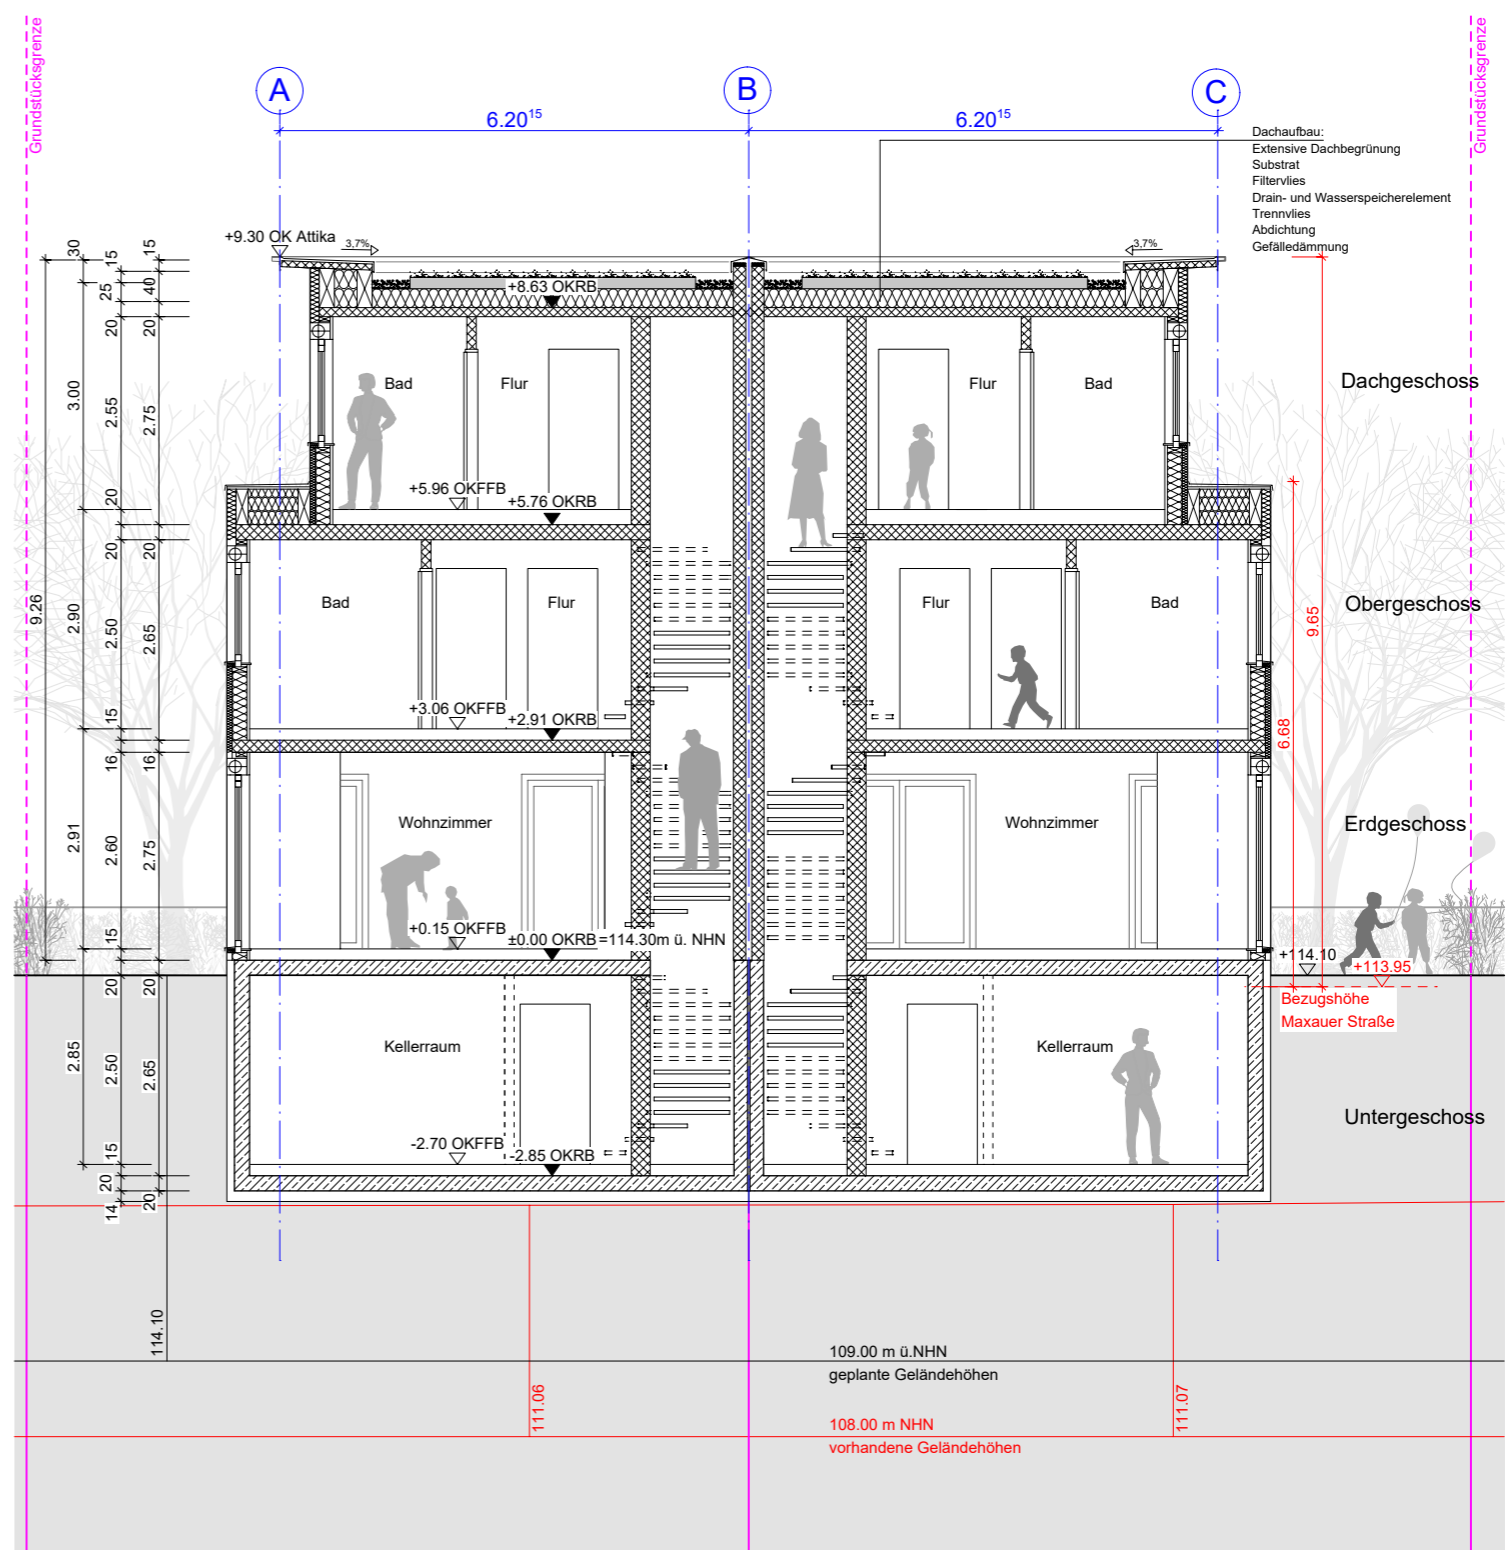 Grundstücksgrenze
Grundstücksgrenze
A
B
C
6.20¹⁵
6.20¹⁵
Dachaufbau:
Extensive Dachbegrünung
Substrat
Filtervlies
Drain- und Wasserspeicherelement
Trennvlies
Abdichtung
Gefälledämmung
+9.30 OK Attika
3,7%
3,7%
30
15
15
25
40
20
20
+8.63 OKRB
Bad
Flur
Flur
Bad
Dachgeschoss
3.00
2.55
2.75
20
+5.96 OKFFB
+5.76 OKRB
20
20
9.26
2.90
2.50
2.65
Bad
Flur
Flur
Bad
Obergeschoss
9.65
6.68
15
+3.06 OKFFB
+2.91 OKRB
16
16
2.91
2.60
2.75
Wohnzimmer
Wohnzimmer
Erdgeschoss
15
+0.15 OKFFB
±0.00 OKRB =114.30m ü. NHN
+114.10
+113.95
Bezugshöhe
Maxauer Straße
20
20
2.85
2.50
2.65
Kellerraum
Kellerraum
Untergeschoss
15
-2.70 OKFFB
-2.85 OKRB
20
20
14
114.10
109.00 m ü.NHN
geplante Geländehöhen
111.06
111.07
108.00 m NHN
vorhandene Geländehöhen